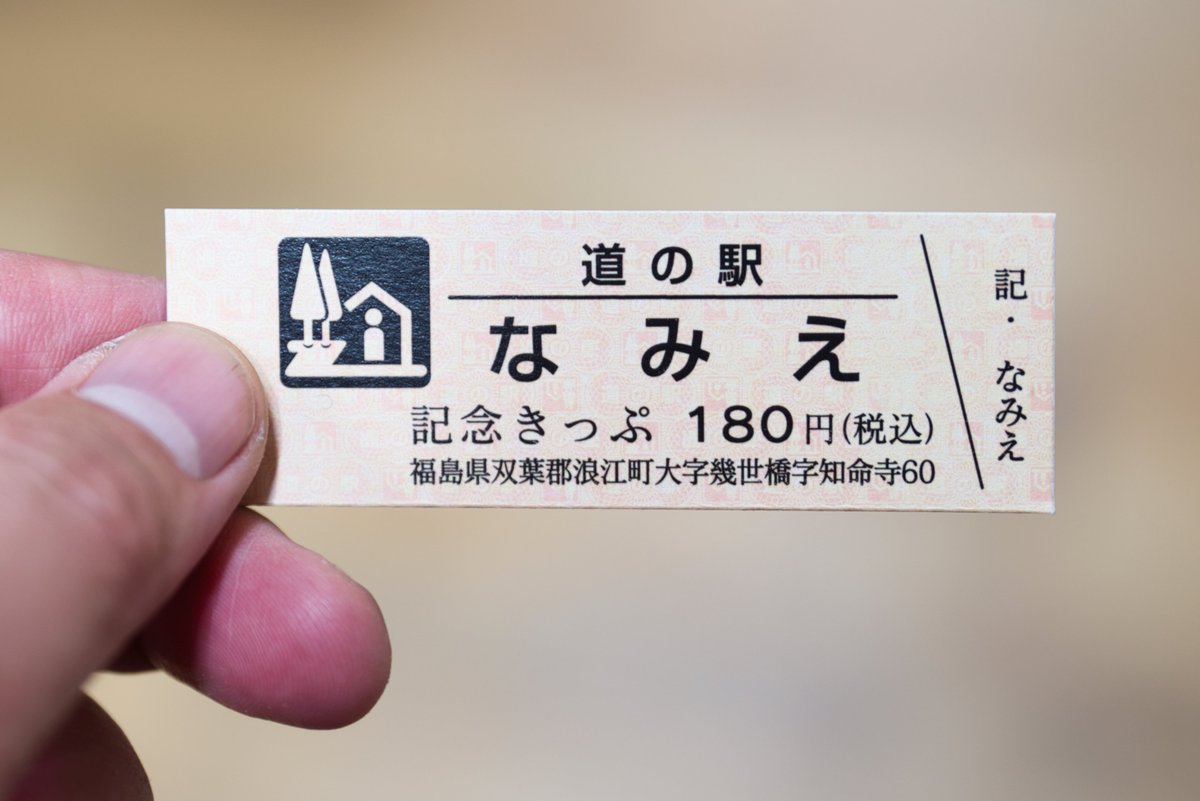 道の駅
なみえ
記念きっぷ 180円(税込)
福島県双葉郡浪江町大字幾世橋字知命寺60
記・なみえ